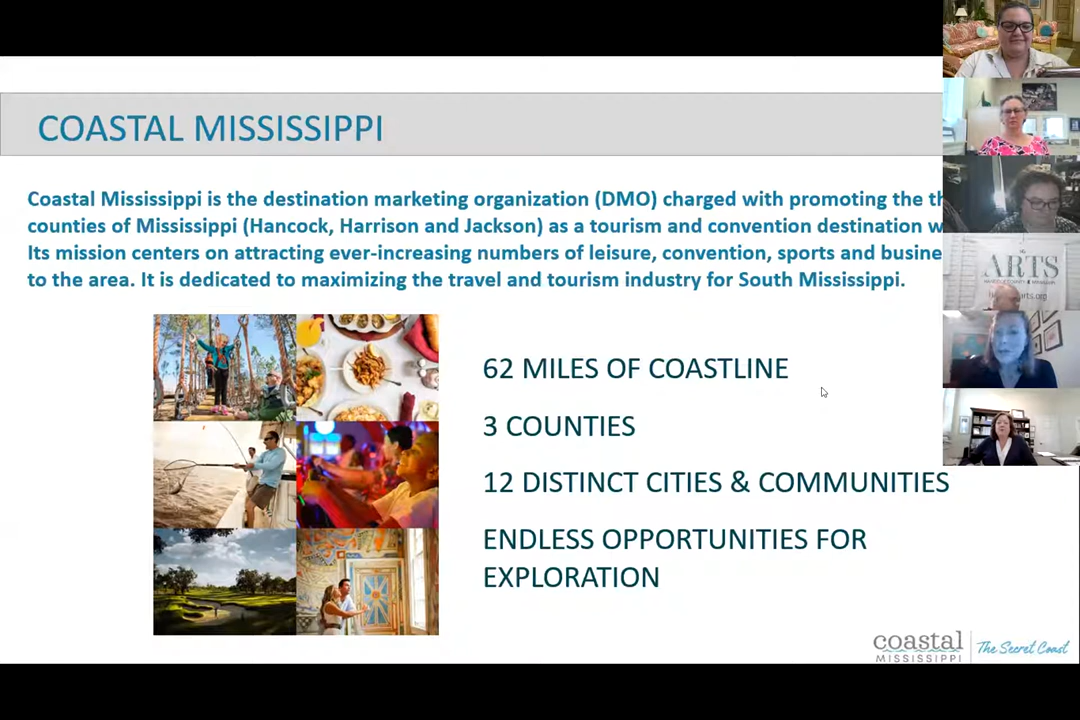 COASTAL MISSISSIPPI
Coastal Mississippi is the destination marketing organization (DMO) charged with promoting the
counties of Mississippi (Hancock, Harrison and Jackson) as a tourism and convention destination
Its mission centers on attracting ever-increasing numbers of leisure, convention, sports and
to the area. It is dedicated to maximizing the travel and tourism industry for South Mississippi.
62 MILES OF COASTLINE
3 COUNTIES
12 DISTINCT CITIES & COMMUNITIES
ENDLESS OPPORTUNITIES FOR
EXPLORATION
ARTS
coastal
MISSISSIPPI
The Secret Coast